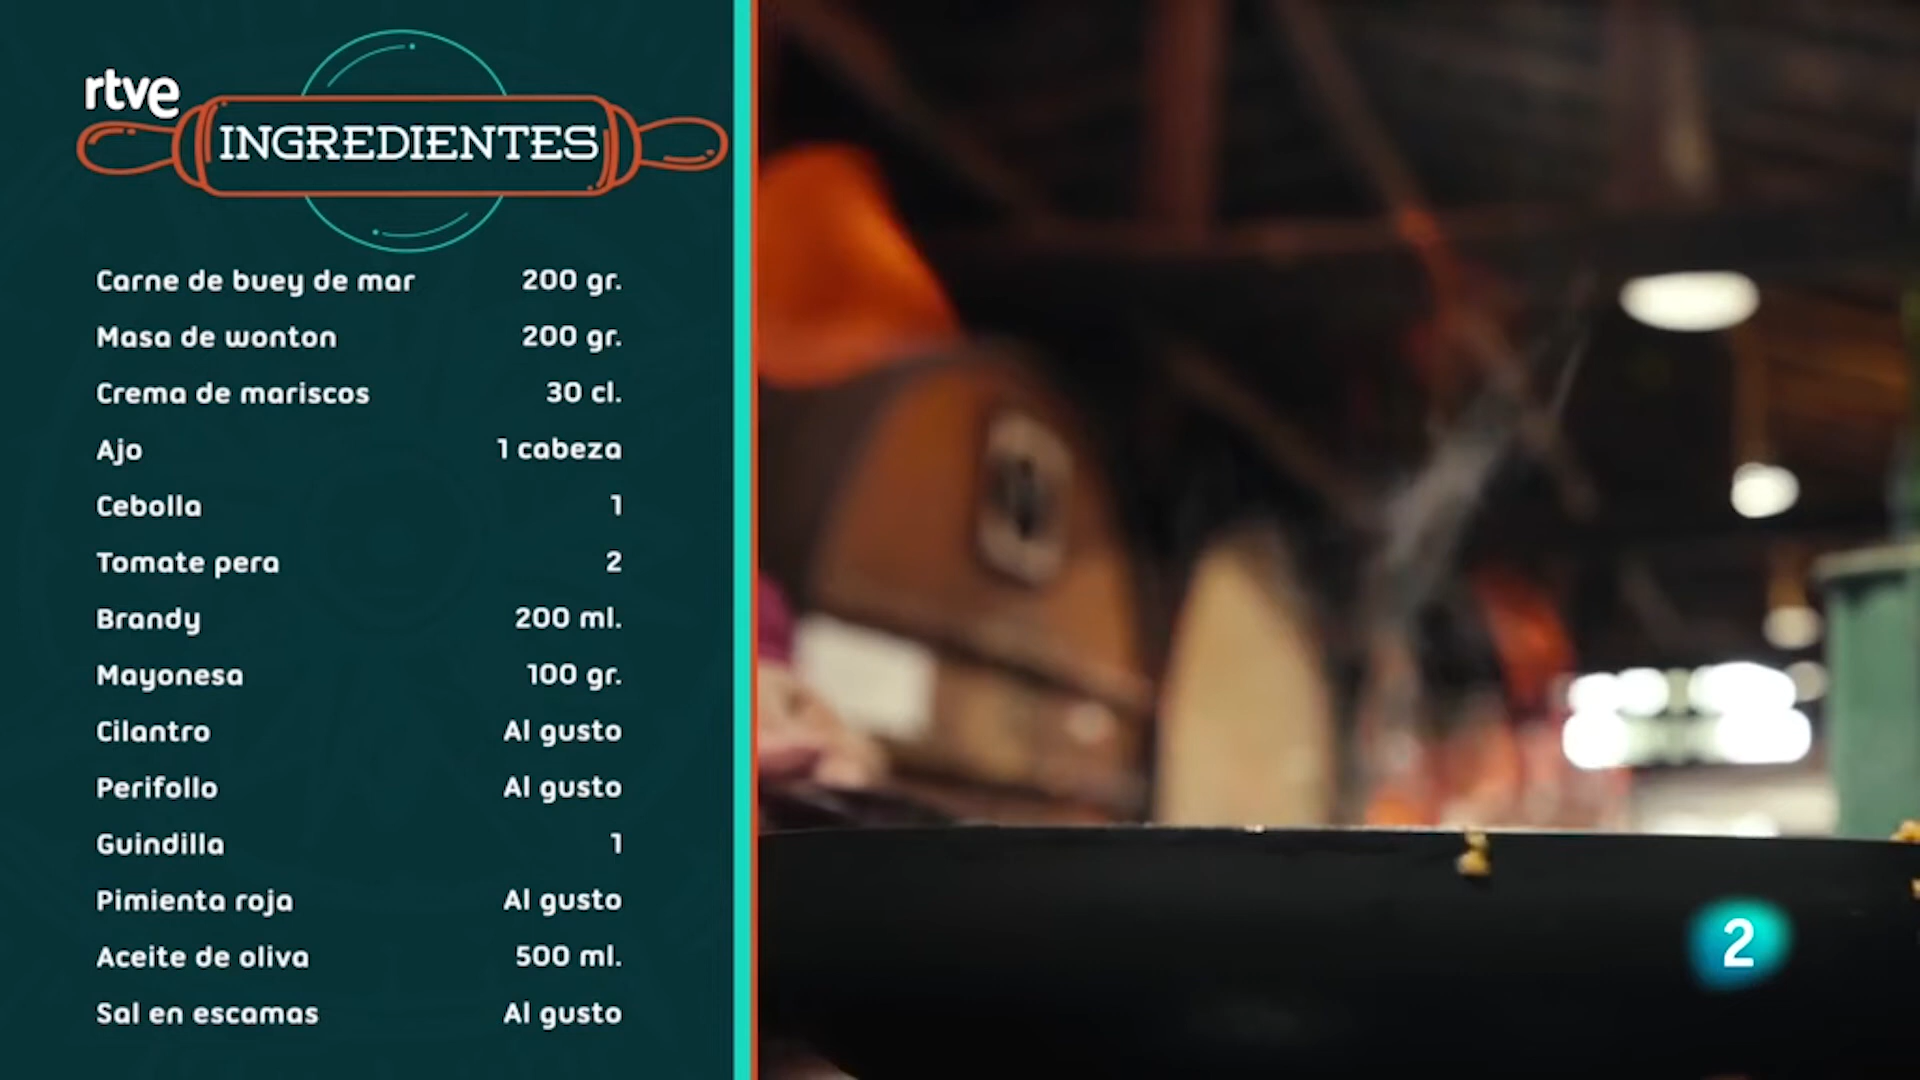 rtve
INGREDIENTES
Carne de buey de mar 200 gr.
Masa de wonton 200 gr.
Crema de mariscos 30 cl.
Ajo 1 cabeza
Cebolla 1
Tomate pera 2
Brandy 200 ml.
Mayonesa 100 gr.
Cilantro Al gusto
Perifollo Al gusto
Guindilla 1
Pimienta roja Al gusto
Aceite de oliva 500 ml.
Sal en escamas Al gusto
2